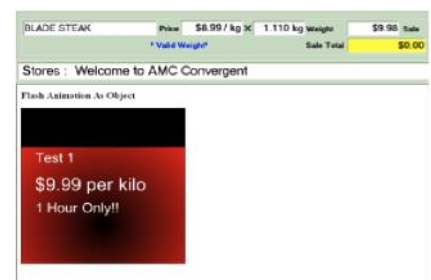 BLADE STEAK Price $8.99 / kg X 1.110 kg Weight $9.98 Sale
* Valid Weight* Sale Total $0.00
Stores : Welcome to AMC Convergent
Flash Animation As Object
Test 1
$9.99 per kilo
1 Hour Only!!